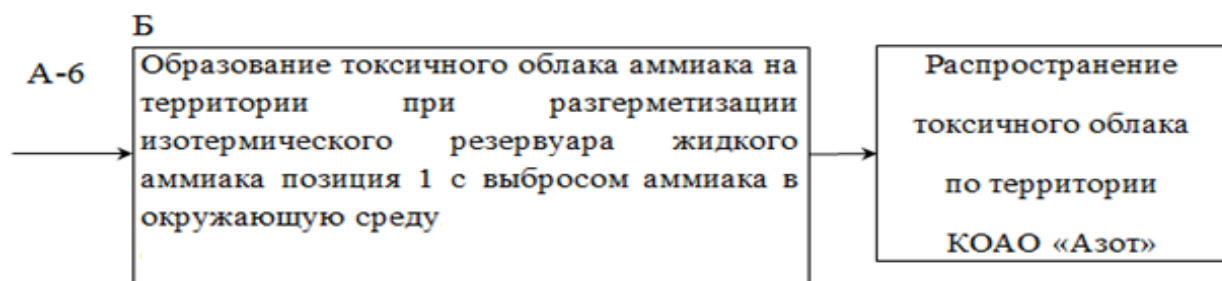 Б
А-6
Образование токсичного облака аммиака на
территории при разгерметизации
изотермического резервуара жидкого
аммиака позиция 1 с выбросом аммиака в
окружающую среду
Распространение
токсичного облака
по территории
КОАО «Азот»